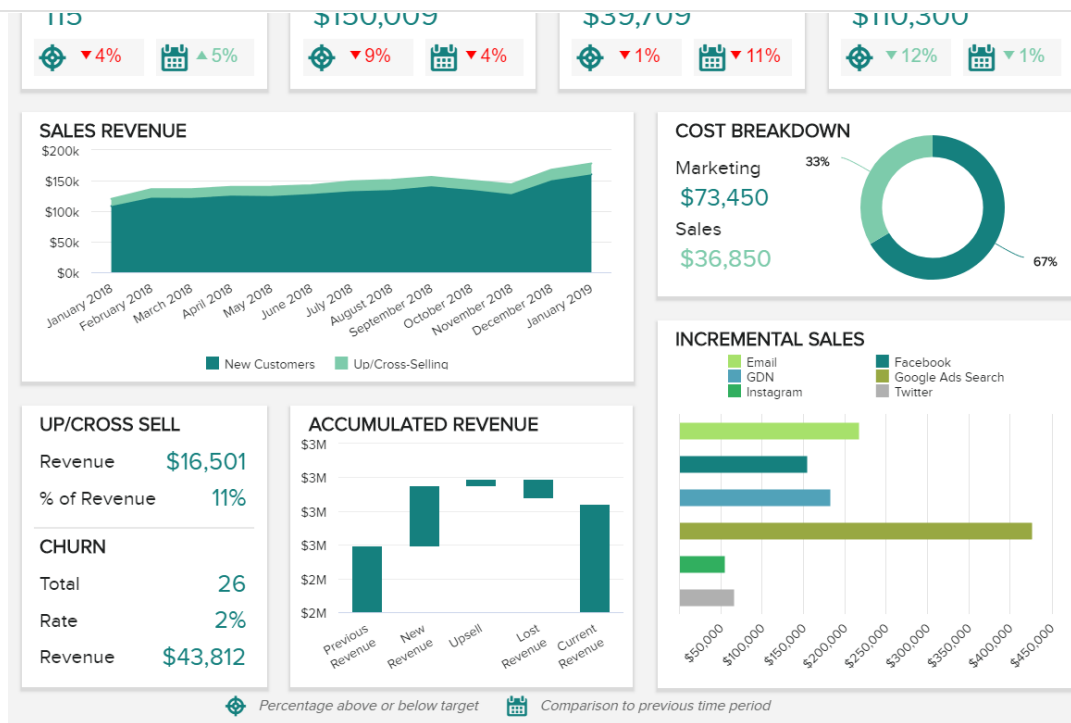 115 $150,009 $39,709 $110,300
▼4% ▲5% ▼9% ▼4% ▼1% ▼11% ▼12% ▼1%
SALES REVENUE
$200k
$150k
$100k
$50k
$0k
January 2018 February 2018 March 2018 April 2018 May 2018 June 2018 July 2018 August 2018 September 2018 October 2018 November 2018 December 2018 January 2019
New Customers Up/Cross-Selling
COST BREAKDOWN
Marketing
$73,450
Sales
$36,850
33%
67%
INCREMENTAL SALES
Email Facebook
GDN Google Ads Search
Instagram Twitter
$50,000 $100,000 $150,000 $200,000 $250,000 $300,000 $350,000 $400,000 $450,000
UP/CROSS SELL
Revenue $16,501
% of Revenue 11%
CHURN
Total 26
Rate 2%
Revenue $43,812
ACCUMULATED REVENUE
$3M
$3M
$3M
$3M
$2M
$2M
Previous Revenue New Revenue Upsell Lost Revenue Current Revenue
Percentage above or below target Comparison to previous time period